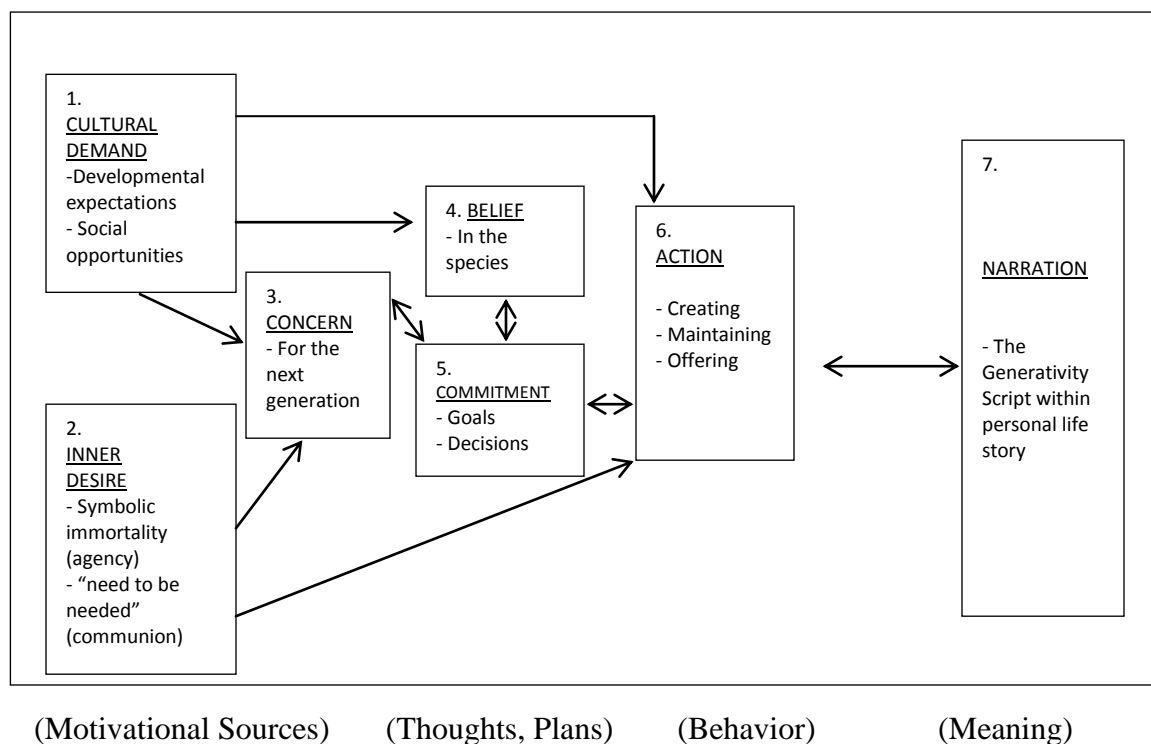 1.
CULTURAL
DEMAND
-Developmental
expectations
- Social
opportunities
2.
INNER
DESIRE
- Symbolic
immortality
(agency)
- “need to be
needed”
(communion)
3.
CONCERN
- For the
next
generation
4. BELIEF
- In the
species
5.
COMMITMENT
- Goals
- Decisions
6.
ACTION
- Creating
- Maintaining
- Offering
7.
NARRATION
- The
Generativity
Script within
personal life
story
(Motivational Sources) (Thoughts, Plans) (Behavior) (Meaning)